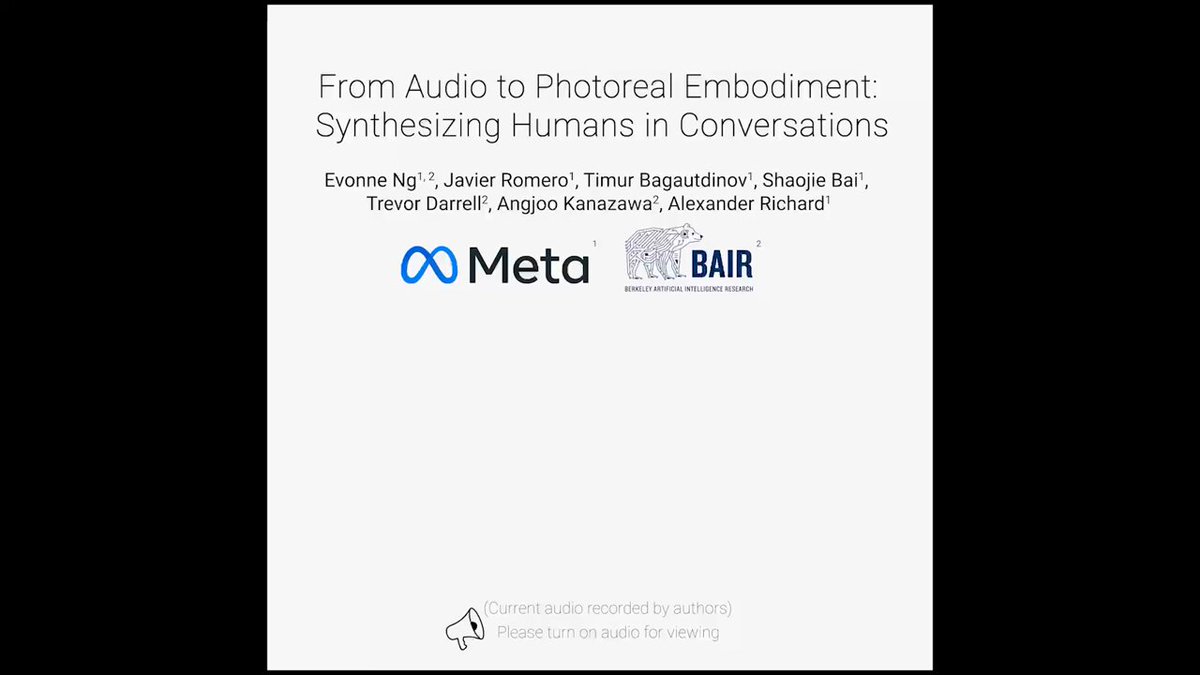 From Audio to Photoreal Embodiment:
Synthesizing Humans in Conversations
Evonne Ng1, 2, Javier Romero1, Timur Bagautdinov1, Shaojie Bai1,
Trevor Darrell2, Angjoo Kanazawa2, Alexander Richard1
Meta 1
BAIR 2
BERKELEY ARTIFICIAL INTELLIGENCE RESEARCH
(Current audio recorded by authors)
Please turn on audio for viewing